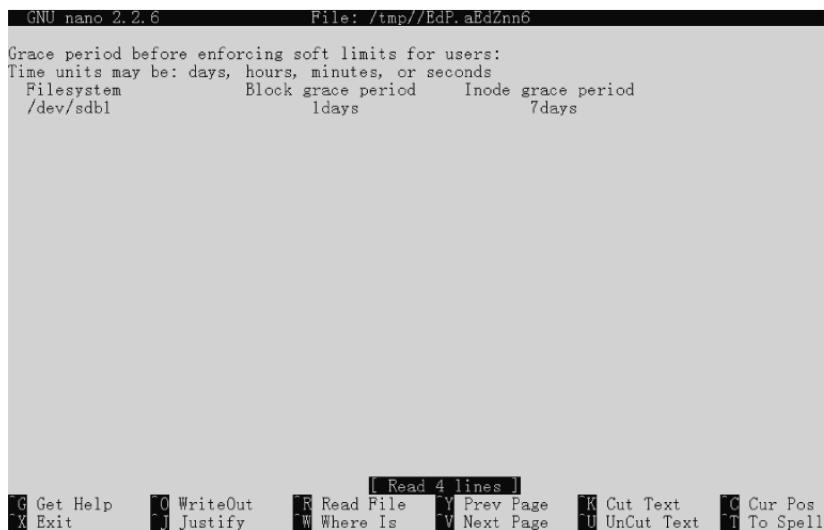 GNU nano 2.2.6 File: /tmp//EdP.aEdZnn6
Grace period before enforcing soft limits for users:
Time units may be: days, hours, minutes, or seconds
Filesystem Block grace period Inode grace period
/dev/sdb1 1days 7days
[ Read 4 lines ]
^G Get Help ^O WriteOut ^R Read File ^Y Prev Page ^K Cut Text ^C Cur Pos
^X Exit ^J Justify ^W Where Is ^V Next Page ^U UnCut Text ^T To Spell